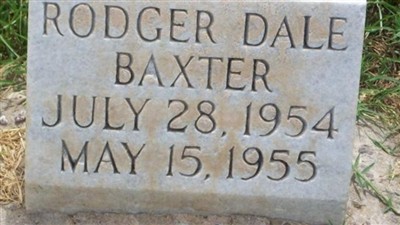 RODGER DALE
BAXTER
JULY 28, 1954
MAY 15, 1955